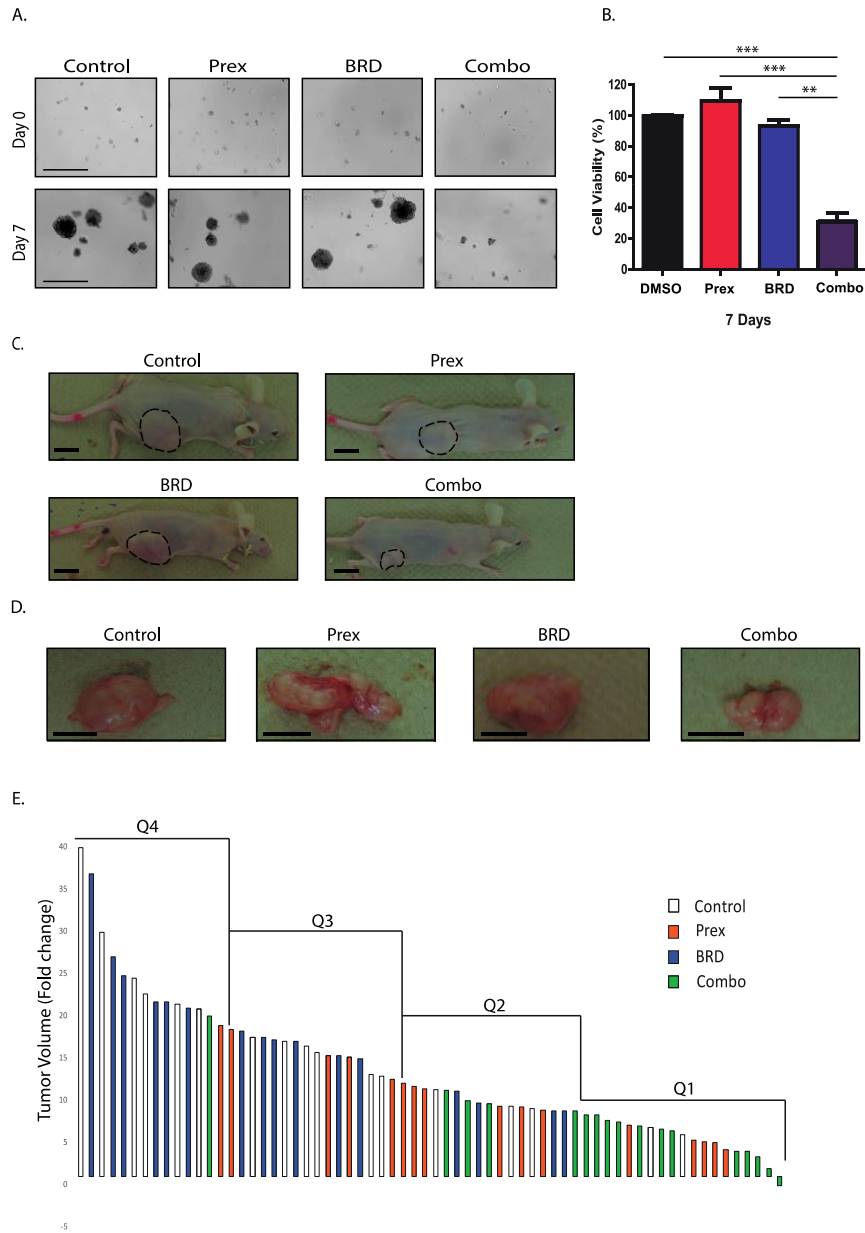 A.
Control Prex BRD Combo
Day 0
Day 7
B.
***
***
**
Cell Viability (%)
120
100
80
60
40
20
0
DMSO Prex BRD Combo
7 Days
C.
Control Prex
BRD Combo
D.
Control Prex BRD Combo
E.
Tumor Volume (Fold change)
40
35
30
25
20
15
10
5
0
-5
Q4
Q3
Q2
Q1
Control
Prex
BRD
Combo